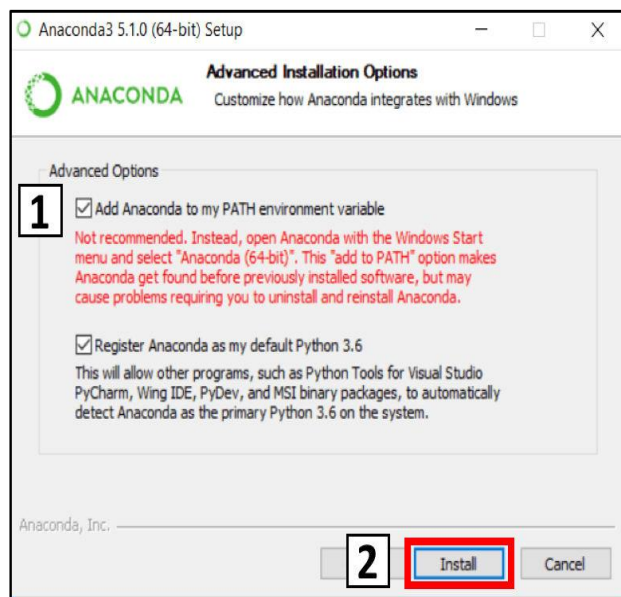 Anaconda3 5.1.0 (64-bit) Setup
Advanced Installation Options
ANACONDA
Customize how Anaconda integrates with Windows
Advanced Options
1
Add Anaconda to my PATH environment variable
Not recommended. Instead, open Anaconda with the Windows Start
menu and select "Anaconda (64-bit)". This "add to PATH" option makes
Anaconda get found before previously installed software, but may
cause problems requiring you to uninstall and reinstall Anaconda.
Register Anaconda as my default Python 3.6
This will allow other programs, such as Python Tools for Visual Studio
PyCharm, Wing IDE, PyDev, and MSI binary packages, to automatically
detect Anaconda as the primary Python 3.6 on the system.
Anaconda, Inc.
2
Install
Cancel